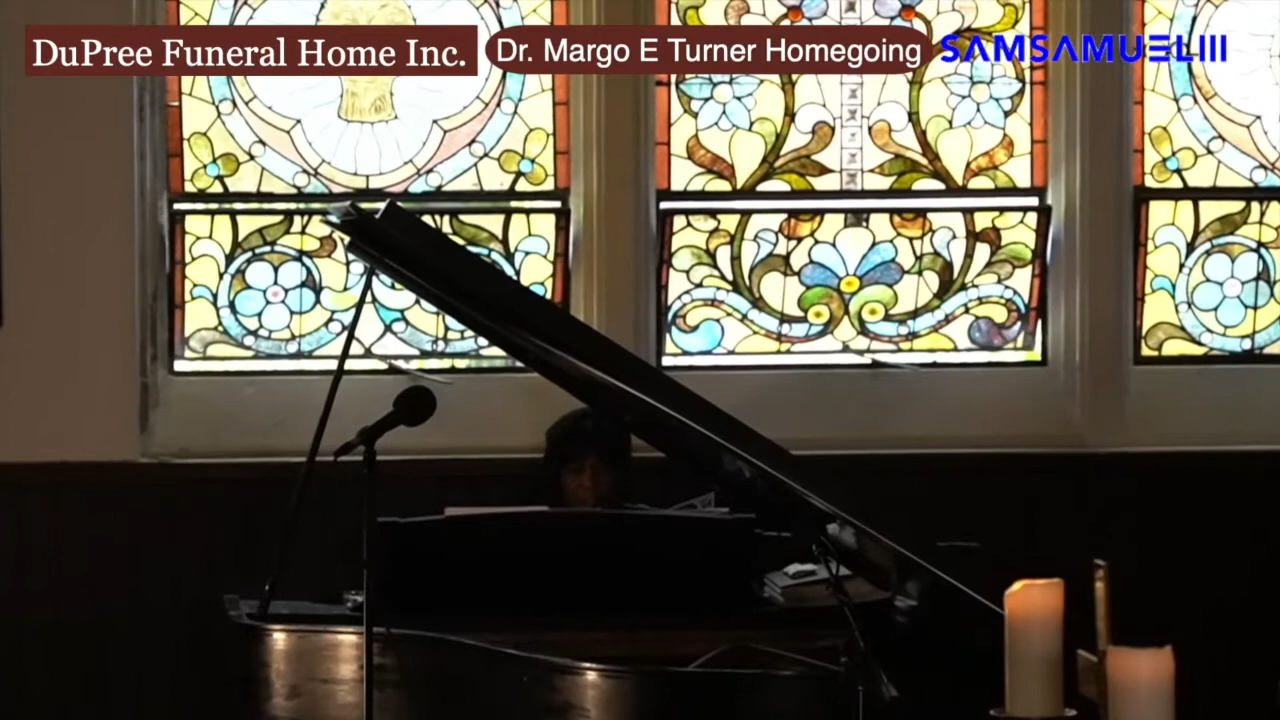 DuPree Funeral Home Inc.
Dr. Margo E Turner Homegoing
SAMSAMUELIII